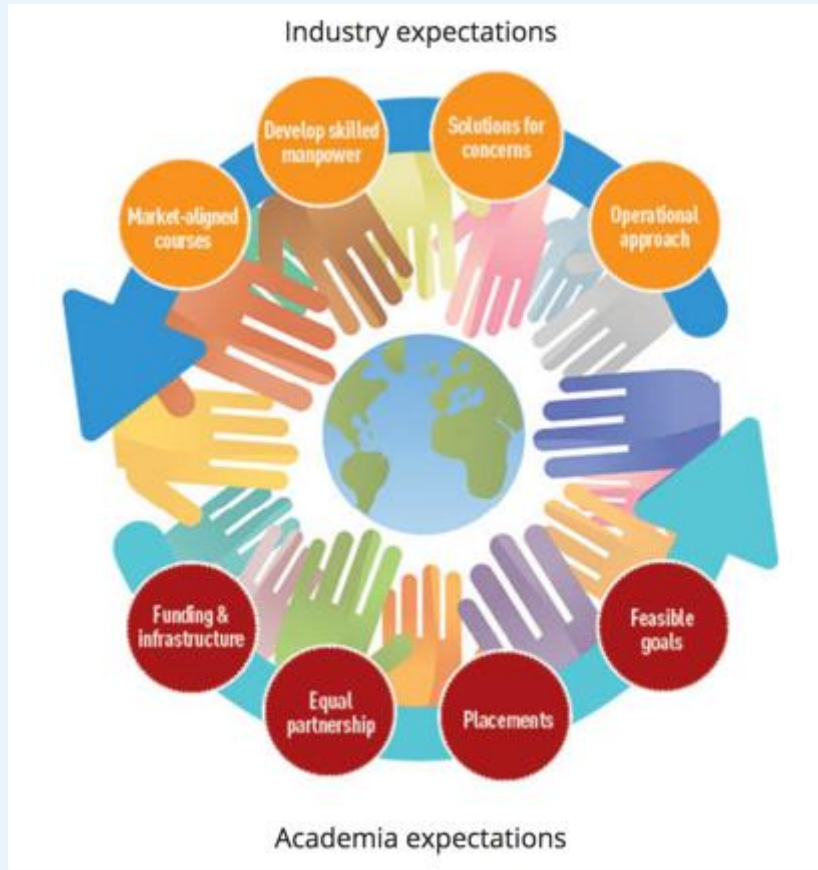 Industry expectations
Develop skilled
manpower
Solutions for
concerns
Market-aligned
courses
Operational
approach
Funding &
infrastructure
Feasible
goals
Equal
partnership
Placements
Academia expectations